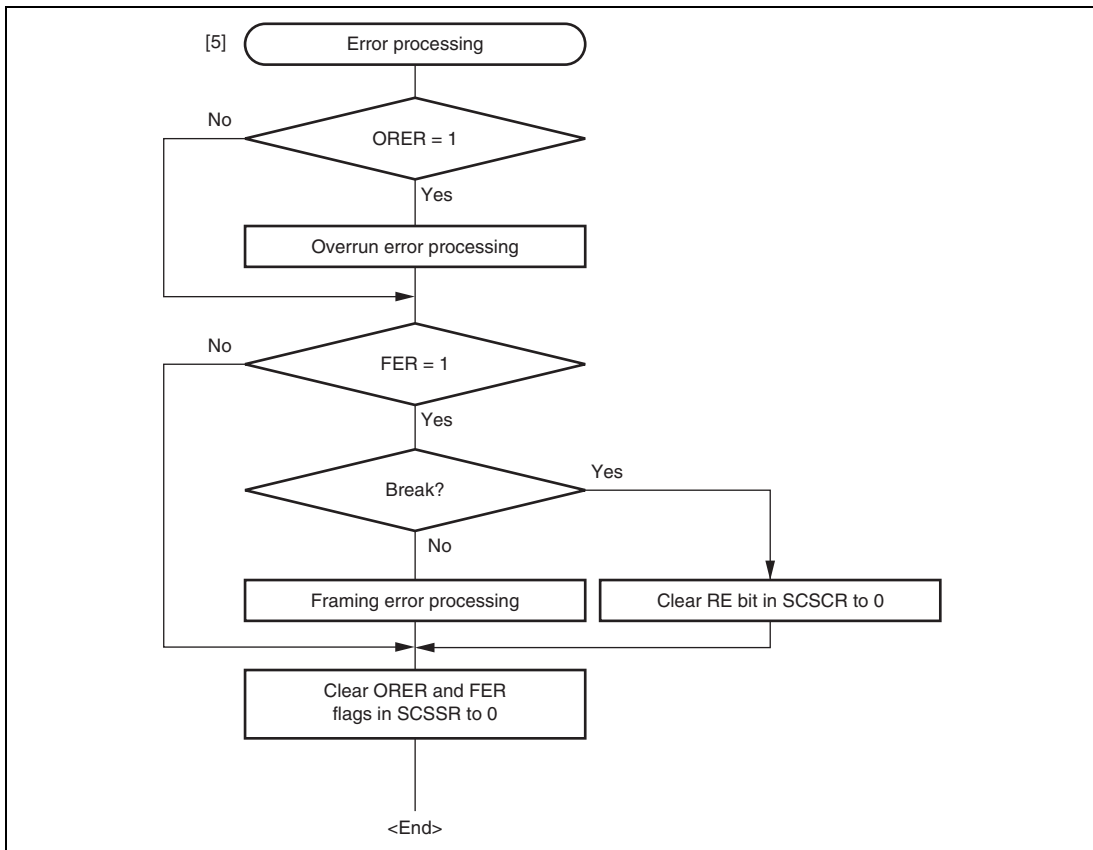 [5] Error processing
No
ORER = 1
Yes
Overrun error processing
No
FER = 1
Yes
Yes
Break?
No
Framing error processing
Clear RE bit in SCSCR to 0
Clear ORER and FER
flags in SCSSR to 0
<End>